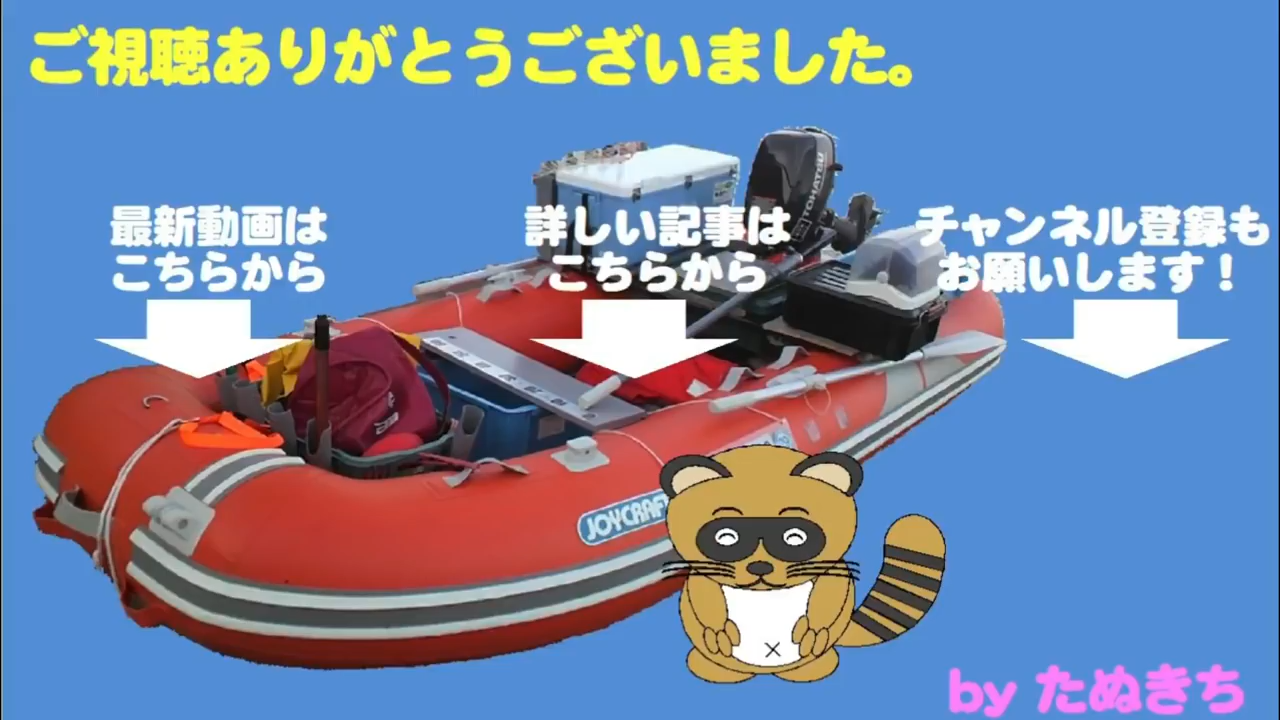 ご視聴ありがとうございました。
最新動画は
こちらから
詳しい記事は
こちらから
チャンネル登録も
お願いします！
TOHATSU
JOYCRAFT
by たぬきち